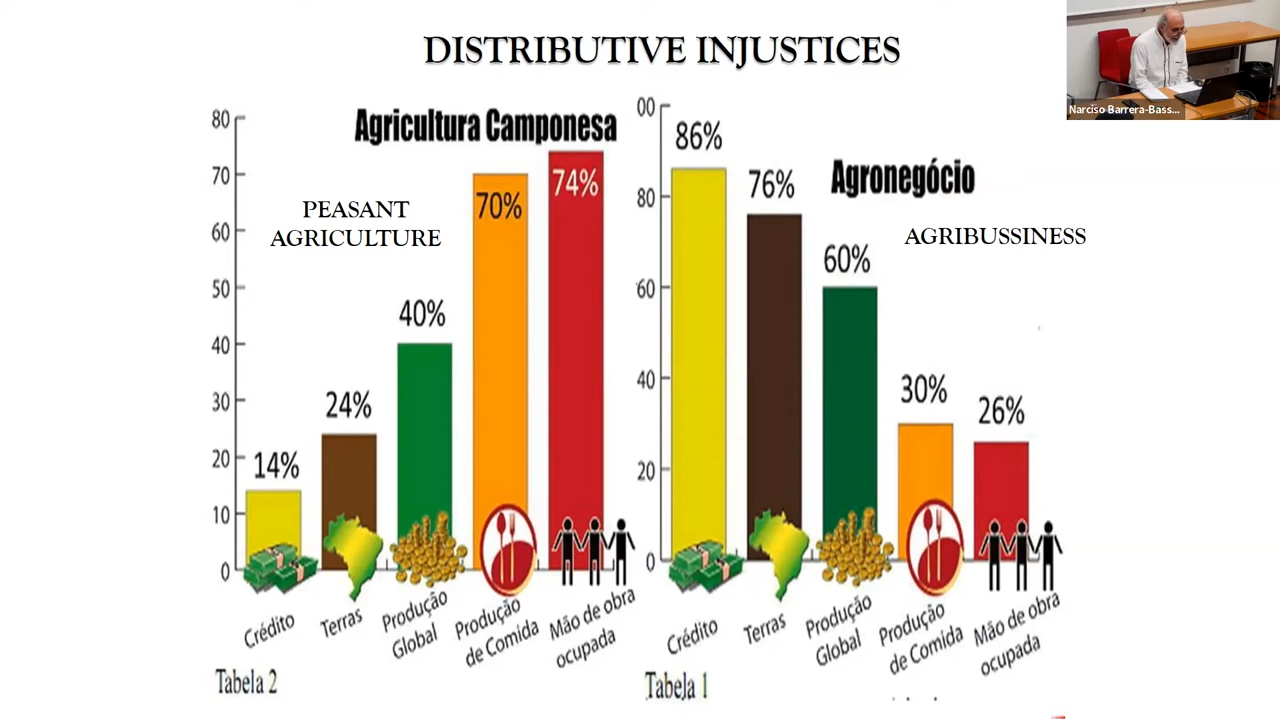 DISTRIBUTIVE INJUSTICES
Narciso Barrera-Bass...
Agricultura Camponesa
PEASANT
AGRICULTURE
80
70
60
50
40
30
20
10
0
14%
24%
40%
70%
74%
Crédito
Terras
Produção
Global
Produção
de Comida
Mão de obra
ocupada
Tabela 2
Agronegócio
AGRIBUSSINESS
00
80
60
40
20
0
86%
76%
60%
30%
26%
Crédito
Terras
Produção
Global
Produção
de Comida
Mão de obra
ocupada
Tabela 1